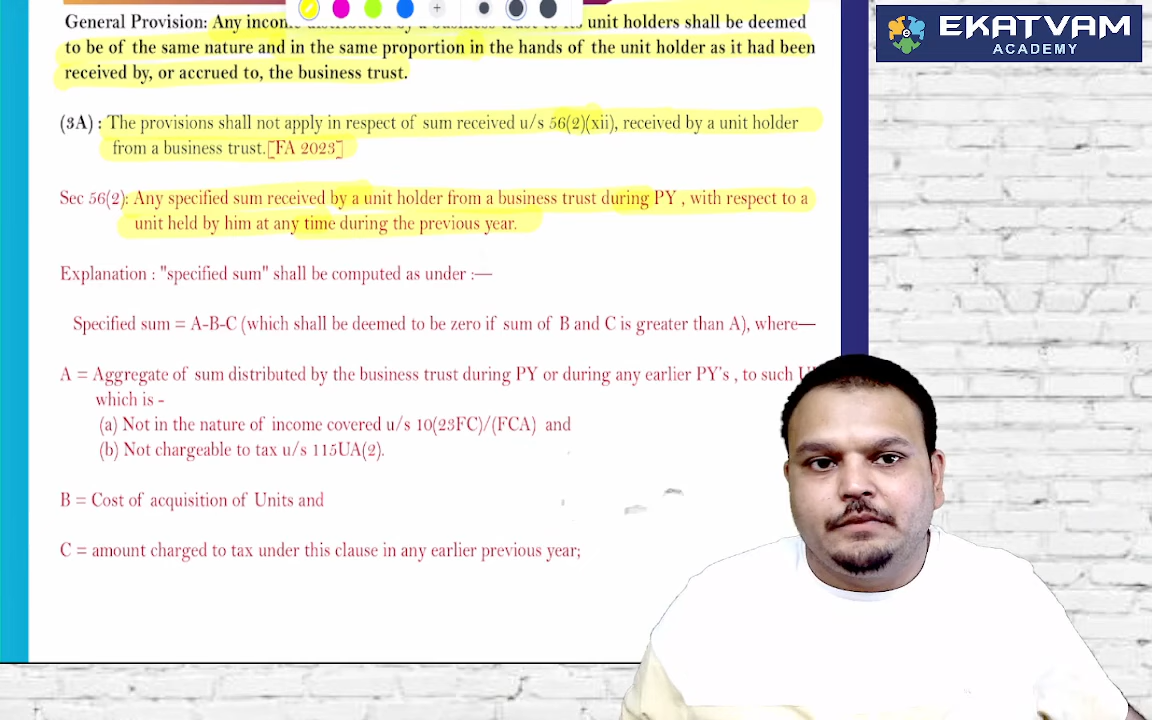 General Provision: Any incom unit holders shall be deemed
to be of the same nature and in the same proportion in the hands of the unit holder as it had been
received by, or accrued to, the business trust.
(3A) : The provisions shall not apply in respect of sum received u/s 56(2)(xii), received by a unit holder
from a business trust.[FA 2023]
Sec 56(2): Any specified sum received by a unit holder from a business trust during PY , with respect to a
unit held by him at any time during the previous year.
Explanation : "specified sum" shall be computed as under :—
Specified sum = A-B-C (which shall be deemed to be zero if sum of B and C is greater than A), where—
A = Aggregate of sum distributed by the business trust during PY or during any earlier PY's , to such
which is -
(a) Not in the nature of income covered u/s 10(23FC)/(FCA) and
(b) Not chargeable to tax u/s 115UA(2).
B = Cost of acquisition of Units and
C = amount charged to tax under this clause in any earlier previous year;
EKATVAM
ACADEMY